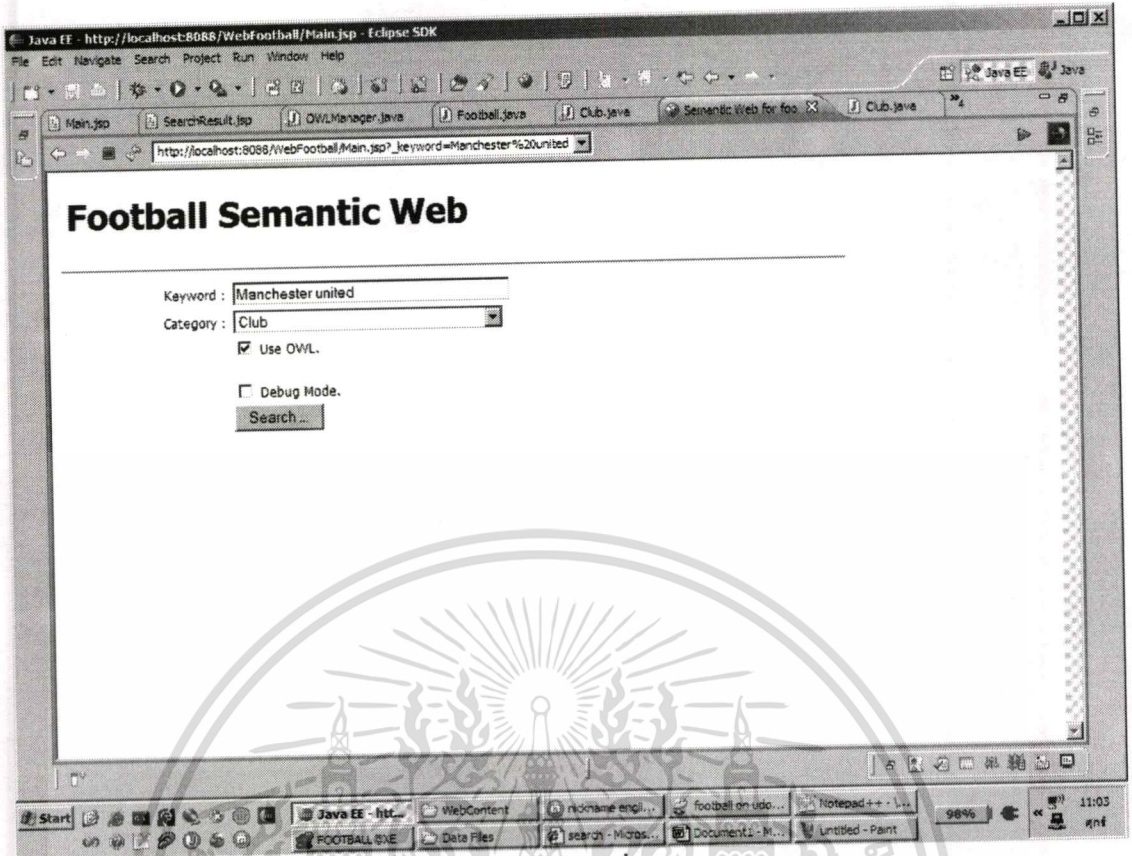 Java EE - http://localhost:8088/WebFootball/Main.jsp - Eclipse SDK
File Edit Navigate Search Project Run Window Help
Java EE Java
Main.jsp SearchResult.jsp OWLManager.java Football.java Club.java Semantic Web for foo Club.java »4
http://localhost:8088/WebFootball/Main.jsp?_keyword=Manchester%20united
Football Semantic Web
Keyword : Manchester united
Category : Club
Use OWL.
Debug Mode.
Search ...
Start Java EE - htt... WebContent nickname engl... football on udo... Notepad++ - \... 98% « 11:03
FOOTBALL.EXE Data Files search - Micros... Document1 - M... untitled - Paint ศุกร์